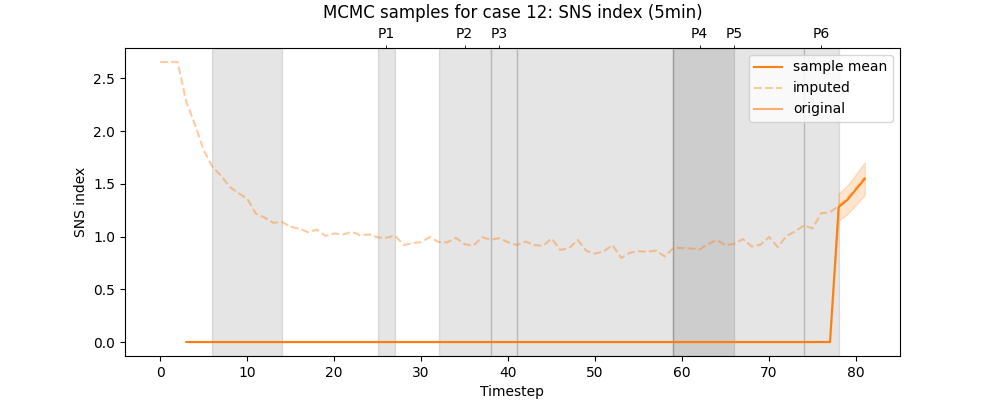 MCMC samples for case 12: SNS index (5min)
P1 P2 P3 P4 P5 P6
sample mean
imputed
original
SNS index
2.5
2.0
1.5
1.0
0.5
0.0
0 10 20 30 40 50 60 70 80
Timestep